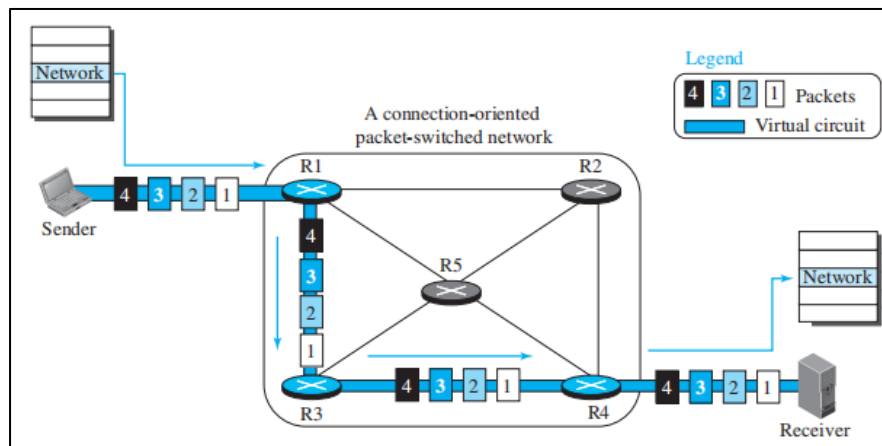 Network
Legend
4 3 2 1 Packets
Virtual circuit
A connection-oriented
packet-switched network
R1
R2
4 3 2 1
Sender
4
3
2
1
R5
Network
R3
4 3 2 1
R4
4 3 2 1
Receiver